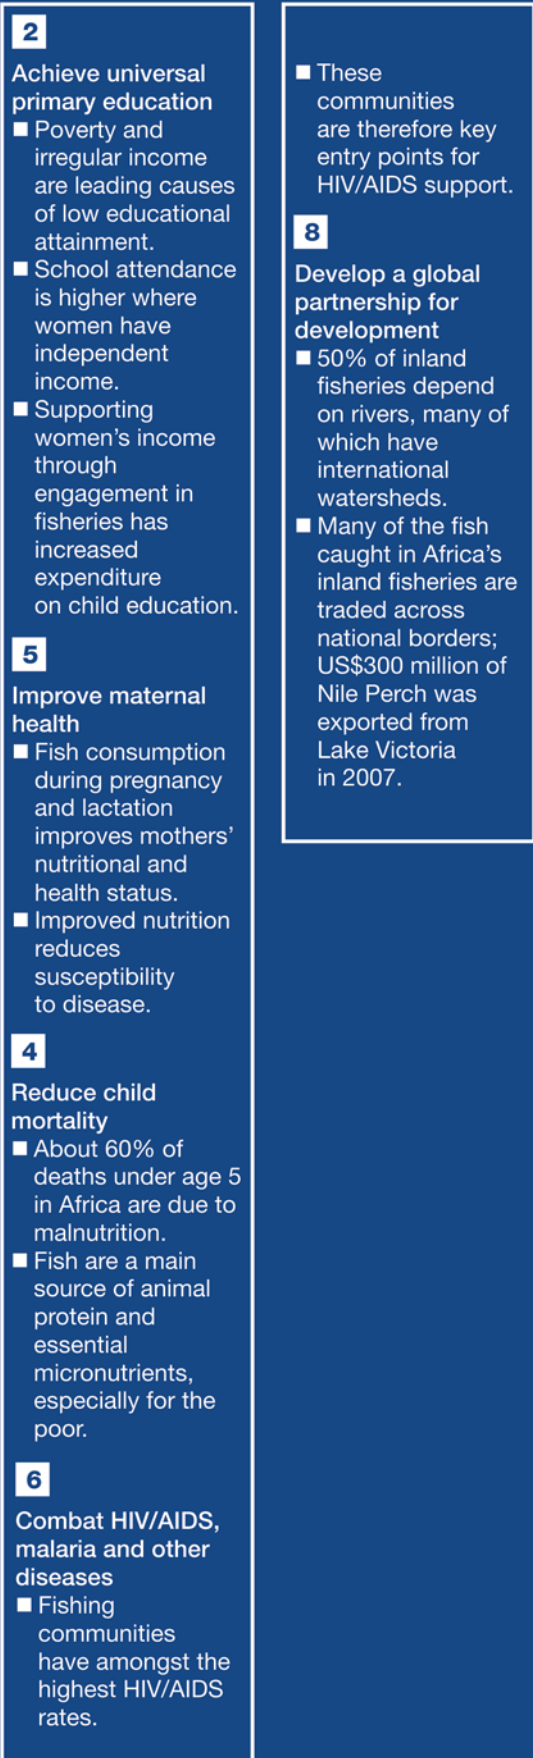 2
Achieve universal
primary education
■ Poverty and
irregular income
are leading causes
of low educational
attainment.
■ School attendance
is higher where
women have
independent
income.
■ Supporting
women's income
through
engagement in
fisheries has
increased
expenditure
on child education.
5
Improve maternal
health
■ Fish consumption
during pregnancy
and lactation
improves mothers'
nutritional and
health status.
■ Improved nutrition
reduces
susceptibility
to disease.
4
Reduce child
mortality
■ About 60% of
deaths under age 5
in Africa are due to
malnutrition.
■ Fish are a main
source of animal
protein and
essential
micronutrients,
especially for the
poor.
6
Combat HIV/AIDS,
malaria and other
diseases
■ Fishing
communities
have amongst the
highest HIV/AIDS
rates.
■ These
communities
are therefore key
entry points for
HIV/AIDS support.
8
Develop a global
partnership for
development
■ 50% of inland
fisheries depend
on rivers, many of
which have
international
watersheds.
■ Many of the fish
caught in Africa's
inland fisheries are
traded across
national borders;
US$300 million of
Nile Perch was
exported from
Lake Victoria
in 2007.